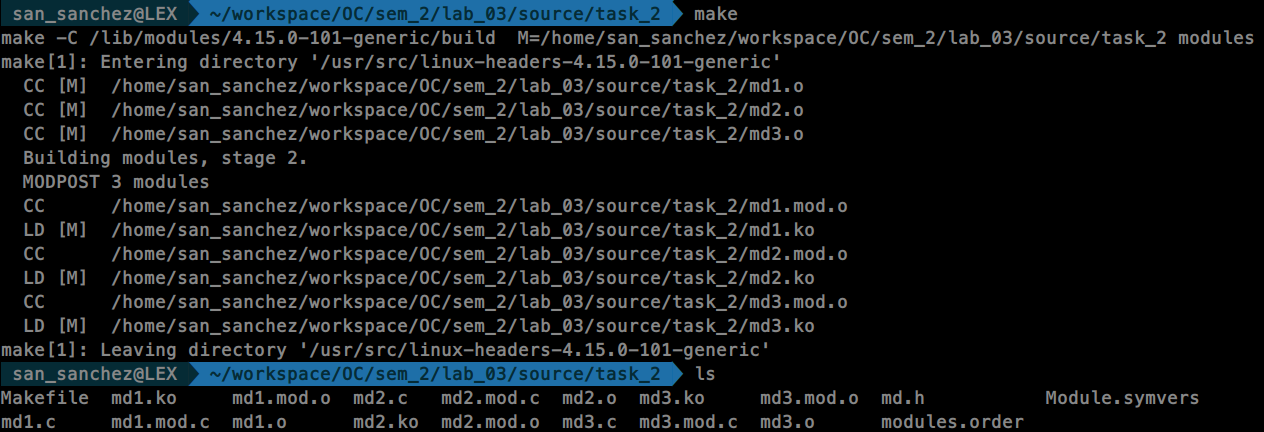 san_sanchez@LEX ~/workspace/OC/sem_2/lab_03/source/task_2 make
make -C /lib/modules/4.15.0-101-generic/build  M=/home/san_sanchez/workspace/OC/sem_2/lab_03/source/task_2 modules
make[1]: Entering directory '/usr/src/linux-headers-4.15.0-101-generic'
  CC [M]  /home/san_sanchez/workspace/OC/sem_2/lab_03/source/task_2/md1.o
  CC [M]  /home/san_sanchez/workspace/OC/sem_2/lab_03/source/task_2/md2.o
  CC [M]  /home/san_sanchez/workspace/OC/sem_2/lab_03/source/task_2/md3.o
  Building modules, stage 2.
  MODPOST 3 modules
  CC      /home/san_sanchez/workspace/OC/sem_2/lab_03/source/task_2/md1.mod.o
  LD [M]  /home/san_sanchez/workspace/OC/sem_2/lab_03/source/task_2/md1.ko
  CC      /home/san_sanchez/workspace/OC/sem_2/lab_03/source/task_2/md2.mod.o
  LD [M]  /home/san_sanchez/workspace/OC/sem_2/lab_03/source/task_2/md2.ko
  CC      /home/san_sanchez/workspace/OC/sem_2/lab_03/source/task_2/md3.mod.o
  LD [M]  /home/san_sanchez/workspace/OC/sem_2/lab_03/source/task_2/md3.ko
make[1]: Leaving directory '/usr/src/linux-headers-4.15.0-101-generic'
san_sanchez@LEX ~/workspace/OC/sem_2/lab_03/source/task_2 ls
Makefile  md1.ko     md1.mod.o  md2.c   md2.mod.c  md2.o  md3.ko     md3.mod.o  md.h           Module.symvers
md1.c     md1.mod.c  md1.o      md2.ko  md2.mod.o  md3.c  md3.mod.c  md3.o      modules.order